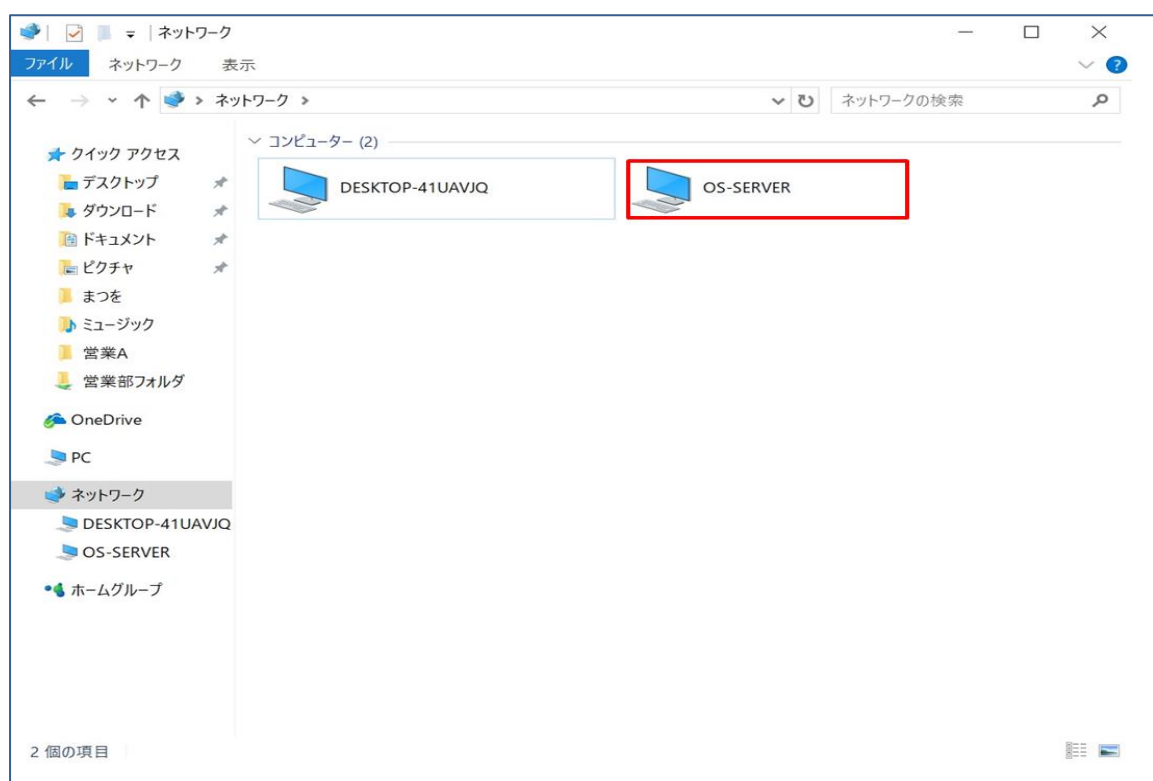 ネットワーク
ファイル ネットワーク 表示
ネットワーク ネットワークの検索
コンピューター (2)
DESKTOP-41UAVJQ OS-SERVER
クイック アクセス
デスクトップ
ダウンロード
ドキュメント
ピクチャ
まつを
ミュージック
営業A
営業部フォルダ
OneDrive
PC
ネットワーク
DESKTOP-41UAVJQ
OS-SERVER
ホームグループ
2 個の項目